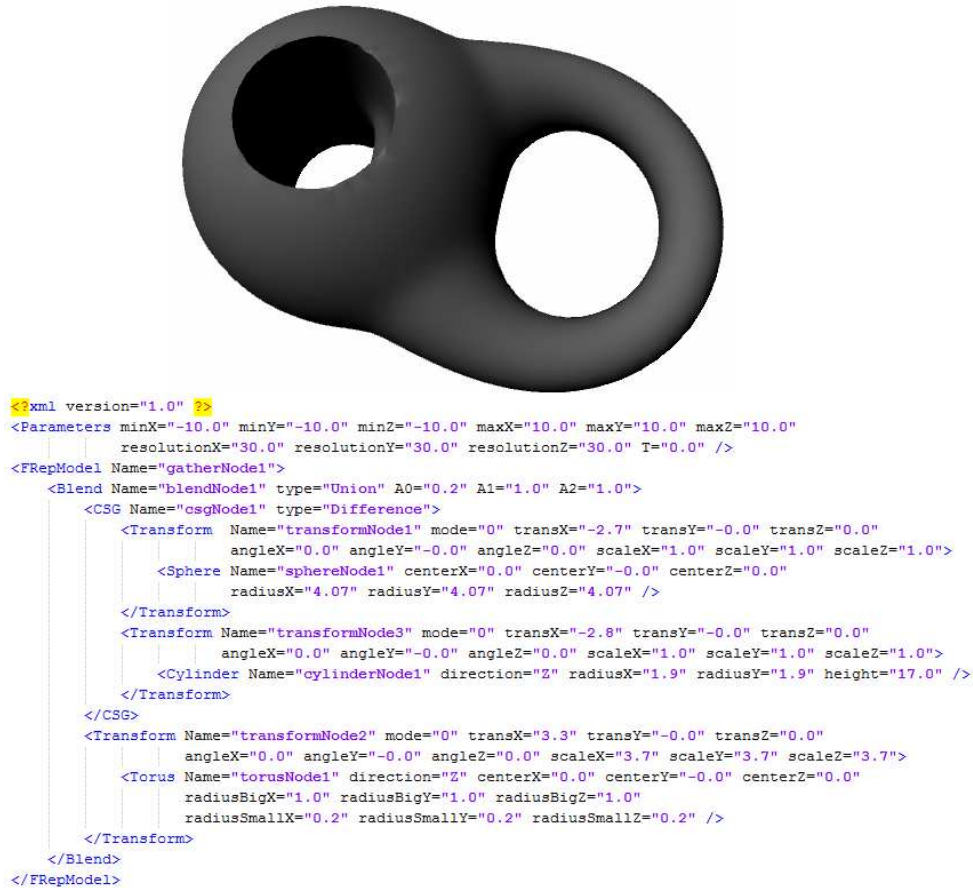 <?xml version="1.0" ?>
<Parameters minX="-10.0" minY="-10.0" minZ="-10.0" maxX="10.0" maxY="10.0" maxZ="10.0"
resolutionX="30.0" resolutionY="30.0" resolutionZ="30.0" T="0.0" />
<FRepModel Name="gatherNode1">
<Blend Name="blendNode1" type="Union" A0="0.2" A1="1.0" A2="1.0">
<CSG Name="csgNode1" type="Difference">
<Transform Name="transformNode1" mode="0" transX="-2.7" transY="-0.0" transZ="0.0"
angleX="0.0" angleY="-0.0" angleZ="0.0" scaleX="1.0" scaleY="1.0" scaleZ="1.0">
<Sphere Name="sphereNode1" centerX="0.0" centerY="-0.0" centerZ="0.0"
radiusX="4.07" radiusY="4.07" radiusZ="4.07" />
</Transform>
<Transform Name="transformNode3" mode="0" transX="-2.8" transY="-0.0" transZ="0.0"
angleX="0.0" angleY="-0.0" angleZ="0.0" scaleX="1.0" scaleY="1.0" scaleZ="1.0">
<Cylinder Name="cylinderNode1" direction="Z" radiusX="1.9" radiusY="1.9" height="17.0" />
</Transform>
</CSG>
<Transform Name="transformNode2" mode="0" transX="3.3" transY="-0.0" transZ="0.0"
angleX="0.0" angleY="-0.0" angleZ="0.0" scaleX="3.7" scaleY="3.7" scaleZ="3.7">
<Torus Name="torusNode1" direction="Z" centerX="0.0" centerY="-0.0" centerZ="0.0"
radiusBigX="1.0" radiusBigY="1.0" radiusBigZ="1.0"
radiusSmallX="0.2" radiusSmallY="0.2" radiusSmallZ="0.2" />
</Transform>
</Blend>
</FRepModel>